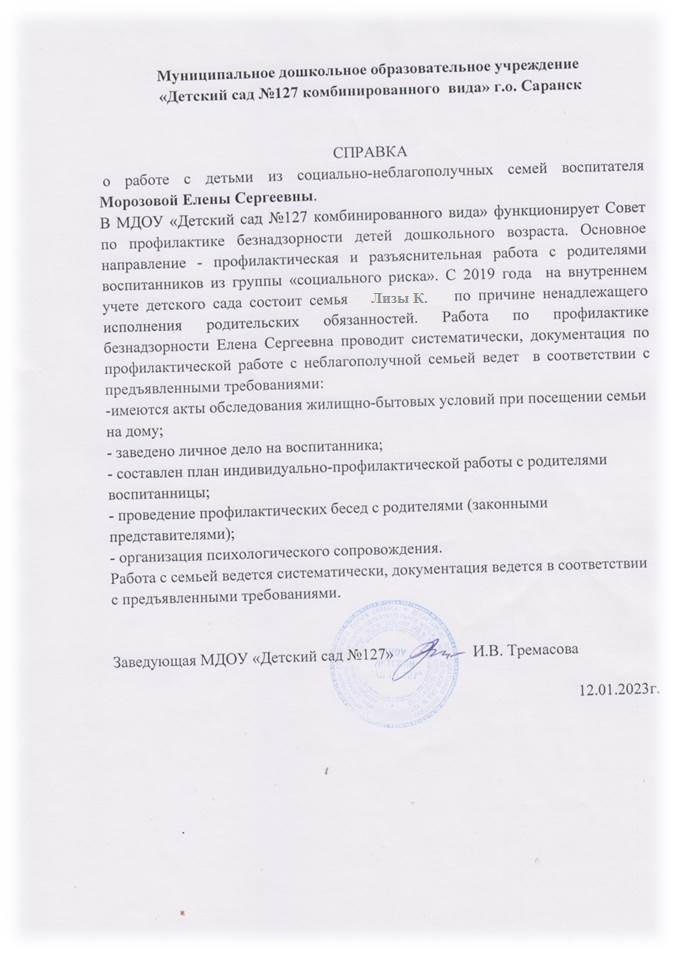 Муниципальное дошкольное образовательное учреждение
«Детский сад №127 комбинированного вида» г.о. Саранск
СПРАВКА
о работе с детьми из социально-неблагополучных семей воспитателя
Морозовой Елены Сергеевны.
В МДОУ «Детский сад №127 комбинированного вида» функционирует Совет
по профилактике безнадзорности детей дошкольного возраста. Основное
направление - профилактическая и разъяснительная работа с родителями
воспитанников из группы «социального риска». С 2019 года на внутреннем
учете детского сада состоит семья Лизы К. по причине ненадлежащего
исполнения родительских обязанностей. Работа по профилактике
безнадзорности Елена Сергеевна проводит систематически, документация по
профилактической работе с неблагополучной семьей ведет в соответствии с
предъявленными требованиями:
-имеются акты обследования жилищно-бытовых условий при посещении семьи
на дому;
- заведено личное дело на воспитанника;
- составлен план индивидуально-профилактической работы с родителями
воспитанницы;
- проведение профилактических бесед с родителями (законными
представителями);
- организация психологического сопровождения.
Работа с семьей ведется систематически, документация ведется в соответствии
с предъявленными требованиями.
Заведующая МДОУ «Детский сад №127» И.В. Тремасова
12.01.2023г.